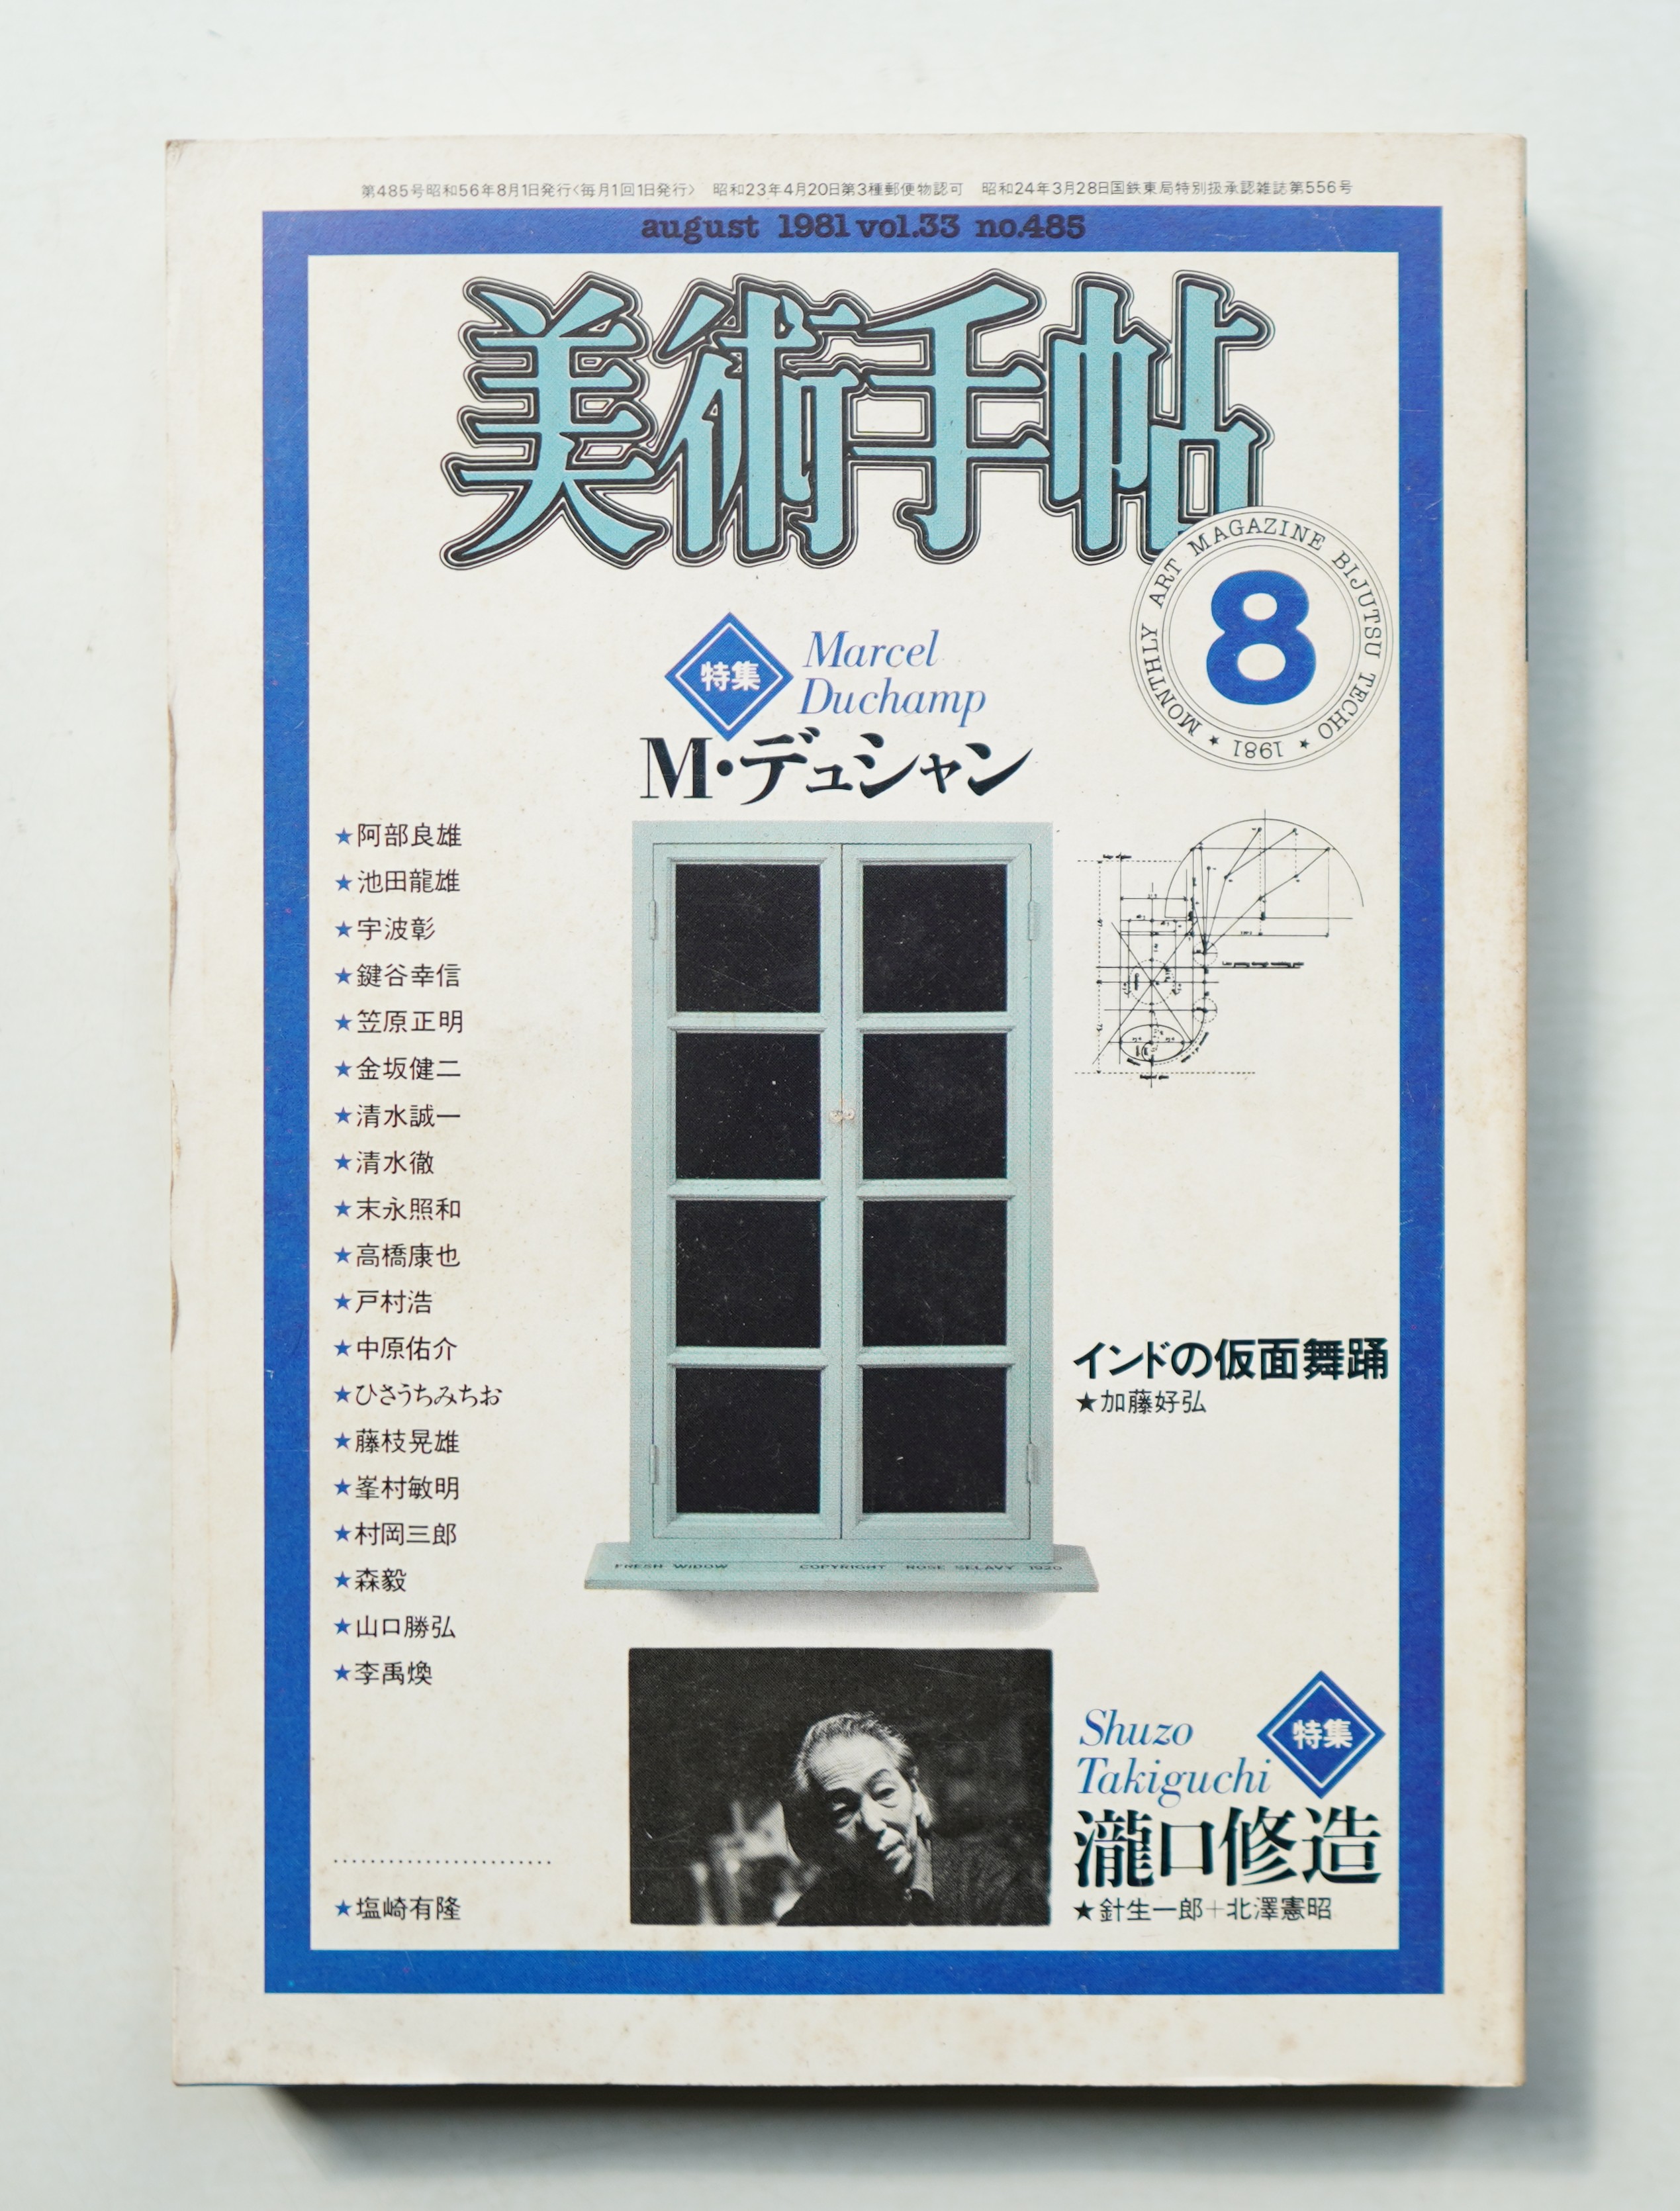 第485号昭和56年8月1日発行〈毎月1回1日発行〉　昭和23年4月20日第3種郵便物認可　昭和24年3月28日国鉄東局特別扱承認雑誌第556号
august 1981 vol.33 no.485
美術手帖
MONTHLY ART MAGAZINE BIJUTSU TECHO ★ 1981 ★
8
特集
Marcel
Duchamp
M・デュシャン
★阿部良雄
★池田龍雄
★宇波彰
★鍵谷幸信
★笠原正明
★金坂健二
★清水誠一
★清水徹
★末永照和
★高橋康也
★戸村浩
★中原佑介
★ひさうちみちお
★藤枝晃雄
★峯村敏明
★村岡三郎
★森毅
★山口勝弘
★李禹煥
★塩崎有隆
FRESH WIDOW COPYRIGHT ROSE SELAVY 1920
インドの仮面舞踊
★加藤好弘
特集
Shuzo
Takiguchi
瀧口修造
★針生一郎＋北澤憲昭